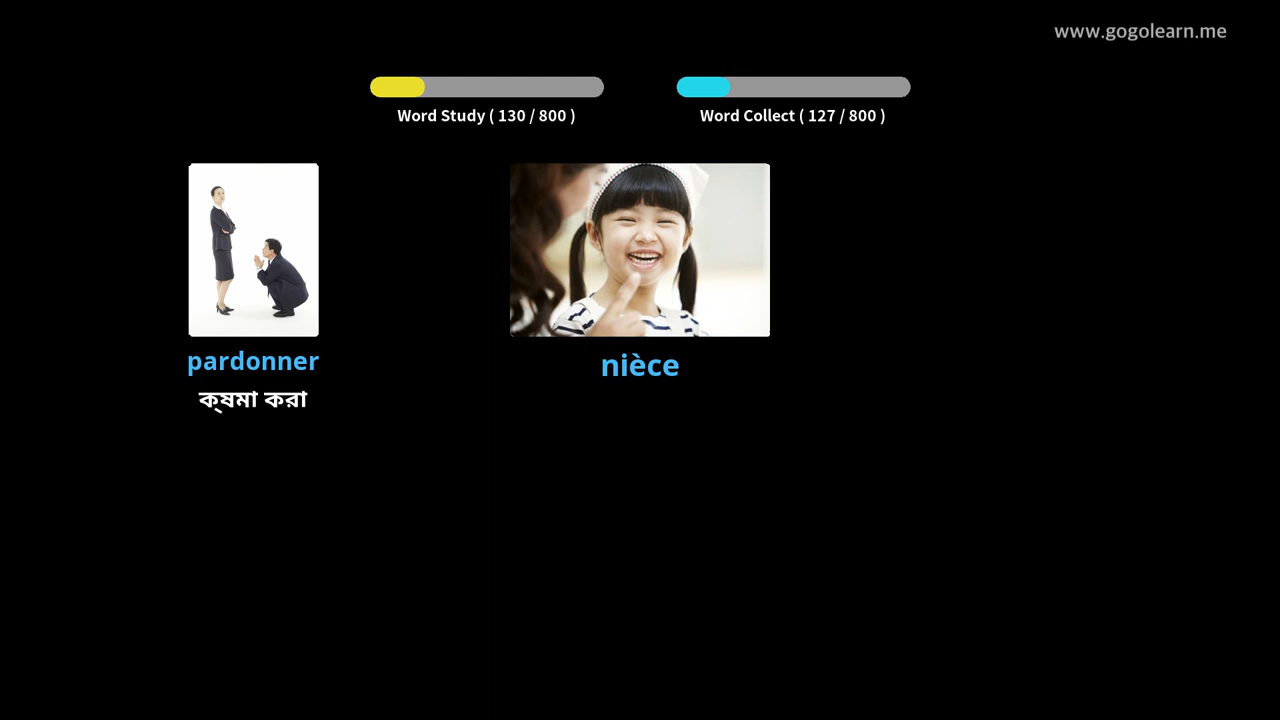 www.gogolearn.me
Word Study ( 130 / 800 )
Word Collect ( 127 / 800 )
pardonner
ক্ষমা করা
nièce